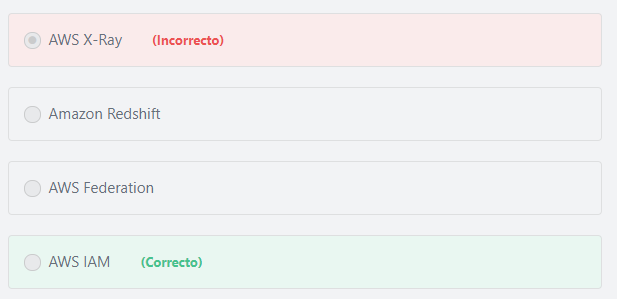 AWS X-Ray (Incorrecto)
Amazon Redshift
AWS Federation
AWS IAM (Correcto)